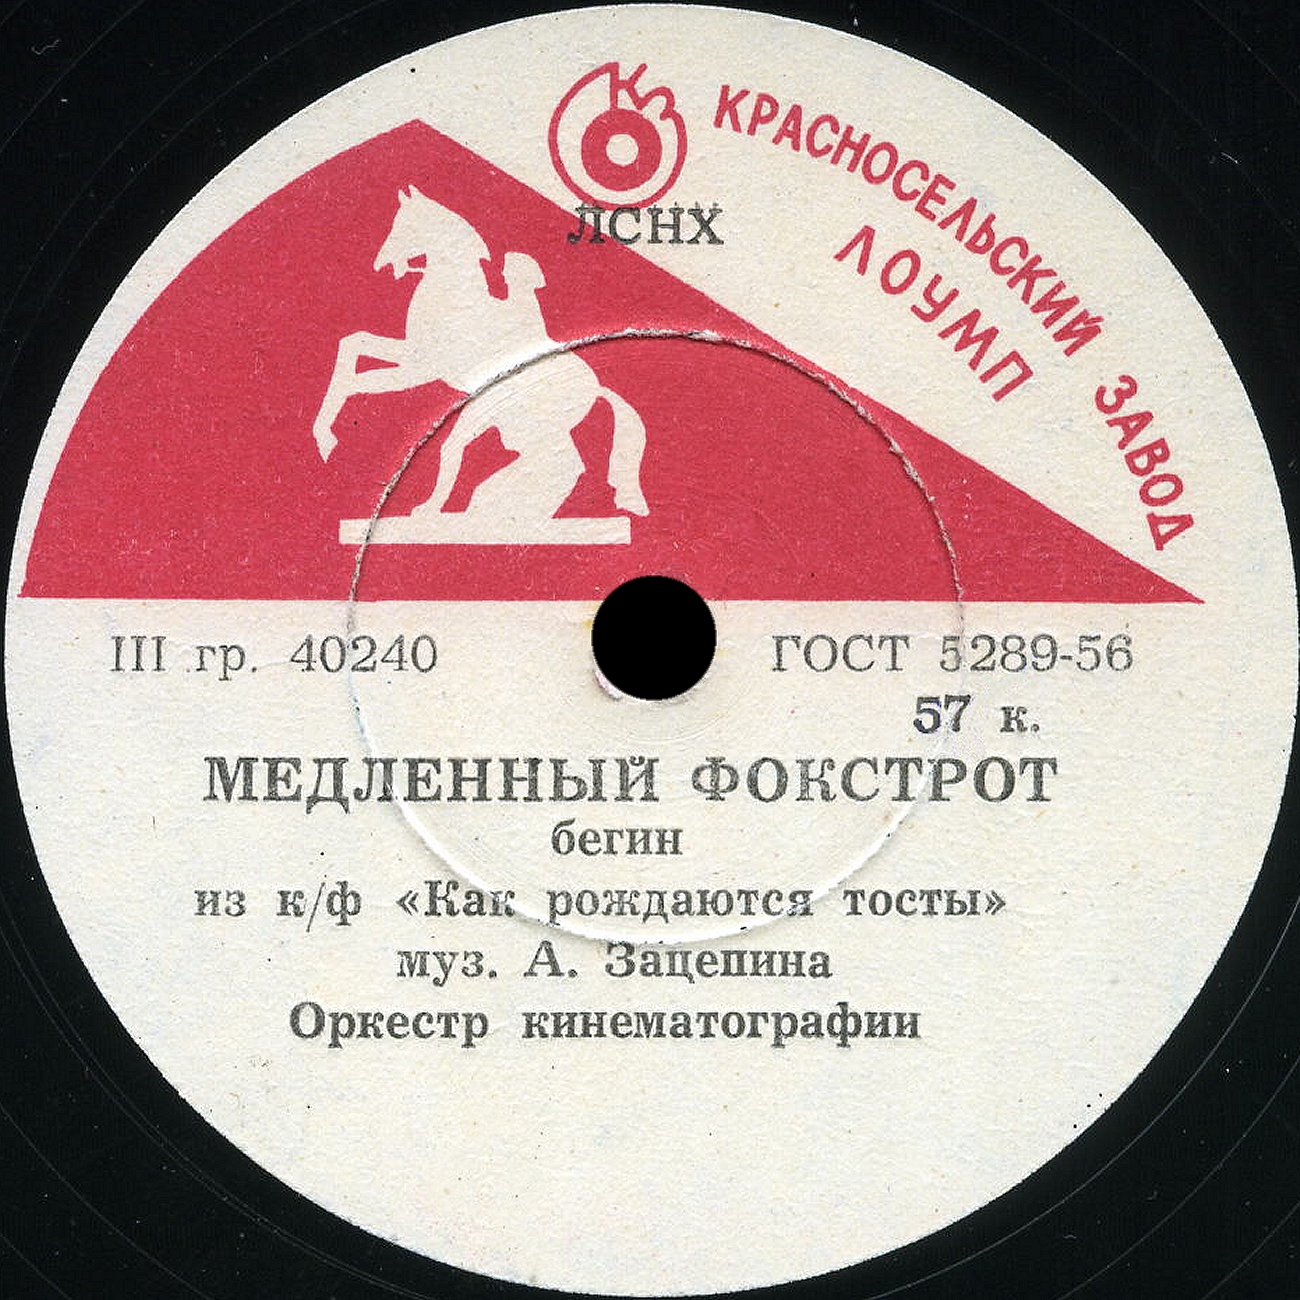 КЗ
КРАСНОСЕЛЬСКИЙ ЗАВОД
ЛОУМП
ЛСНХ
III гр. 40240
ГОСТ 5289-56
57 к.
МЕДЛЕННЫЙ ФОКСТРОТ
бегин
из к/ф «Как рождаются тосты»
муз. А. Зацепина
Оркестр кинематографии